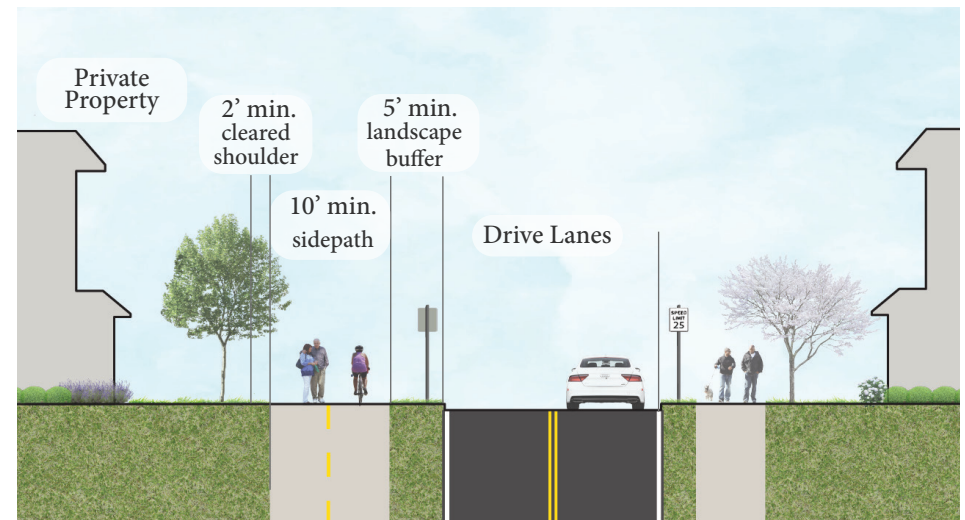 Private
Property
2’ min.
cleared
shoulder
5’ min.
landscape
buffer
10’ min.
sidepath
Drive Lanes
SPEED
LIMIT
25